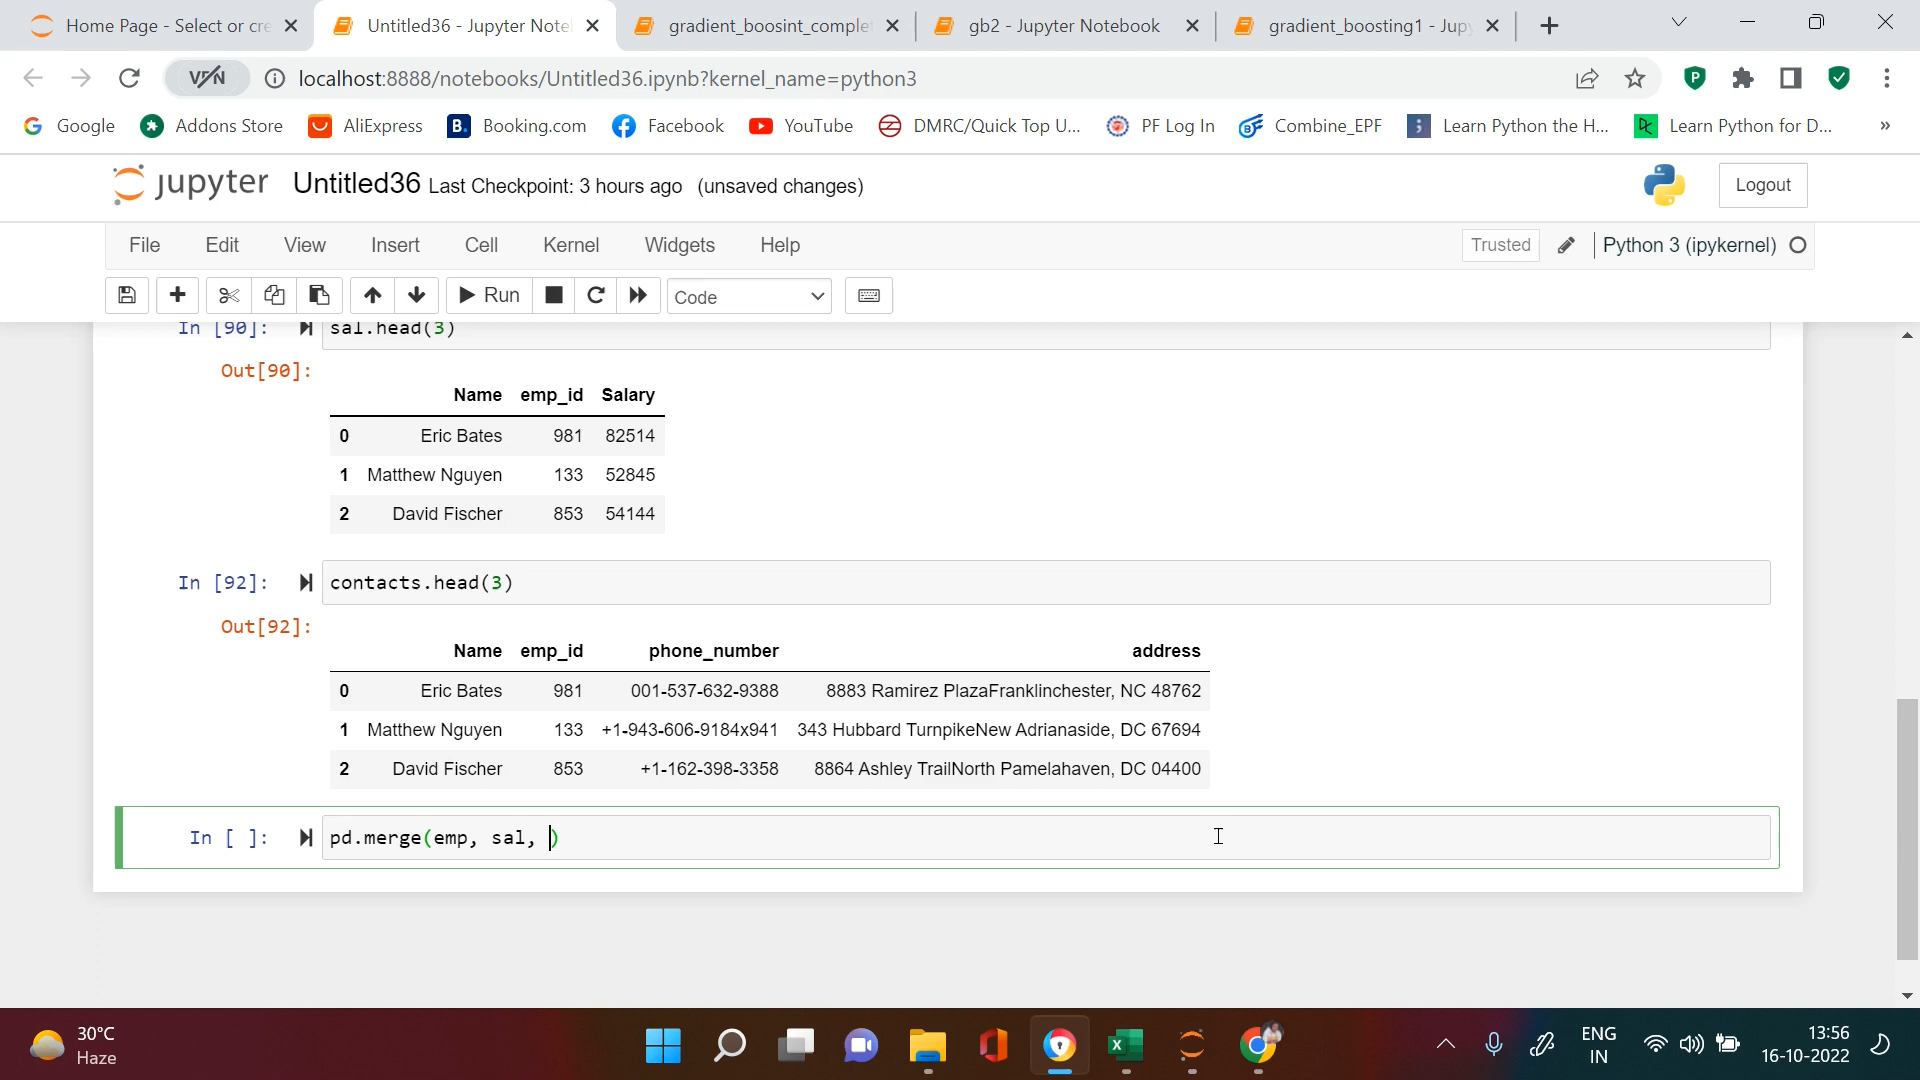 Home Page - Select or cre
Untitled36 - Jupyter Note
gradient_boosint_complet
gb2 - Jupyter Notebook
gradient_boosting1 - Jupy
VPN
localhost:8888/notebooks/Untitled36.ipynb?kernel_name=python3
Google
Addons Store
AliExpress
Booking.com
Facebook
YouTube
DMRC/Quick Top U...
PF Log In
Combine_EPF
Learn Python the H...
Learn Python for D...
»
jupyter Untitled36 Last Checkpoint: 3 hours ago (unsaved changes)
Logout
File Edit View Insert Cell Kernel Widgets Help
Trusted
Python 3 (ipykernel)
Run
Code
In [90]: sal.head(3)
Out[90]:
Name emp_id Salary
0 Eric Bates 981 82514
1 Matthew Nguyen 133 52845
2 David Fischer 853 54144
In [92]: contacts.head(3)
Out[92]:
Name emp_id phone_number address
0 Eric Bates 981 001-537-632-9388 8883 Ramirez PlazaFranklinchester, NC 48762
1 Matthew Nguyen 133 +1-943-606-9184x941 343 Hubbard TurnpikeNew Adrianaside, DC 67694
2 David Fischer 853 +1-162-398-3358 8864 Ashley TrailNorth Pamelahaven, DC 04400
In [ ]: pd.merge(emp, sal, )
30°C
Haze
ENG
IN
13:56
16-10-2022